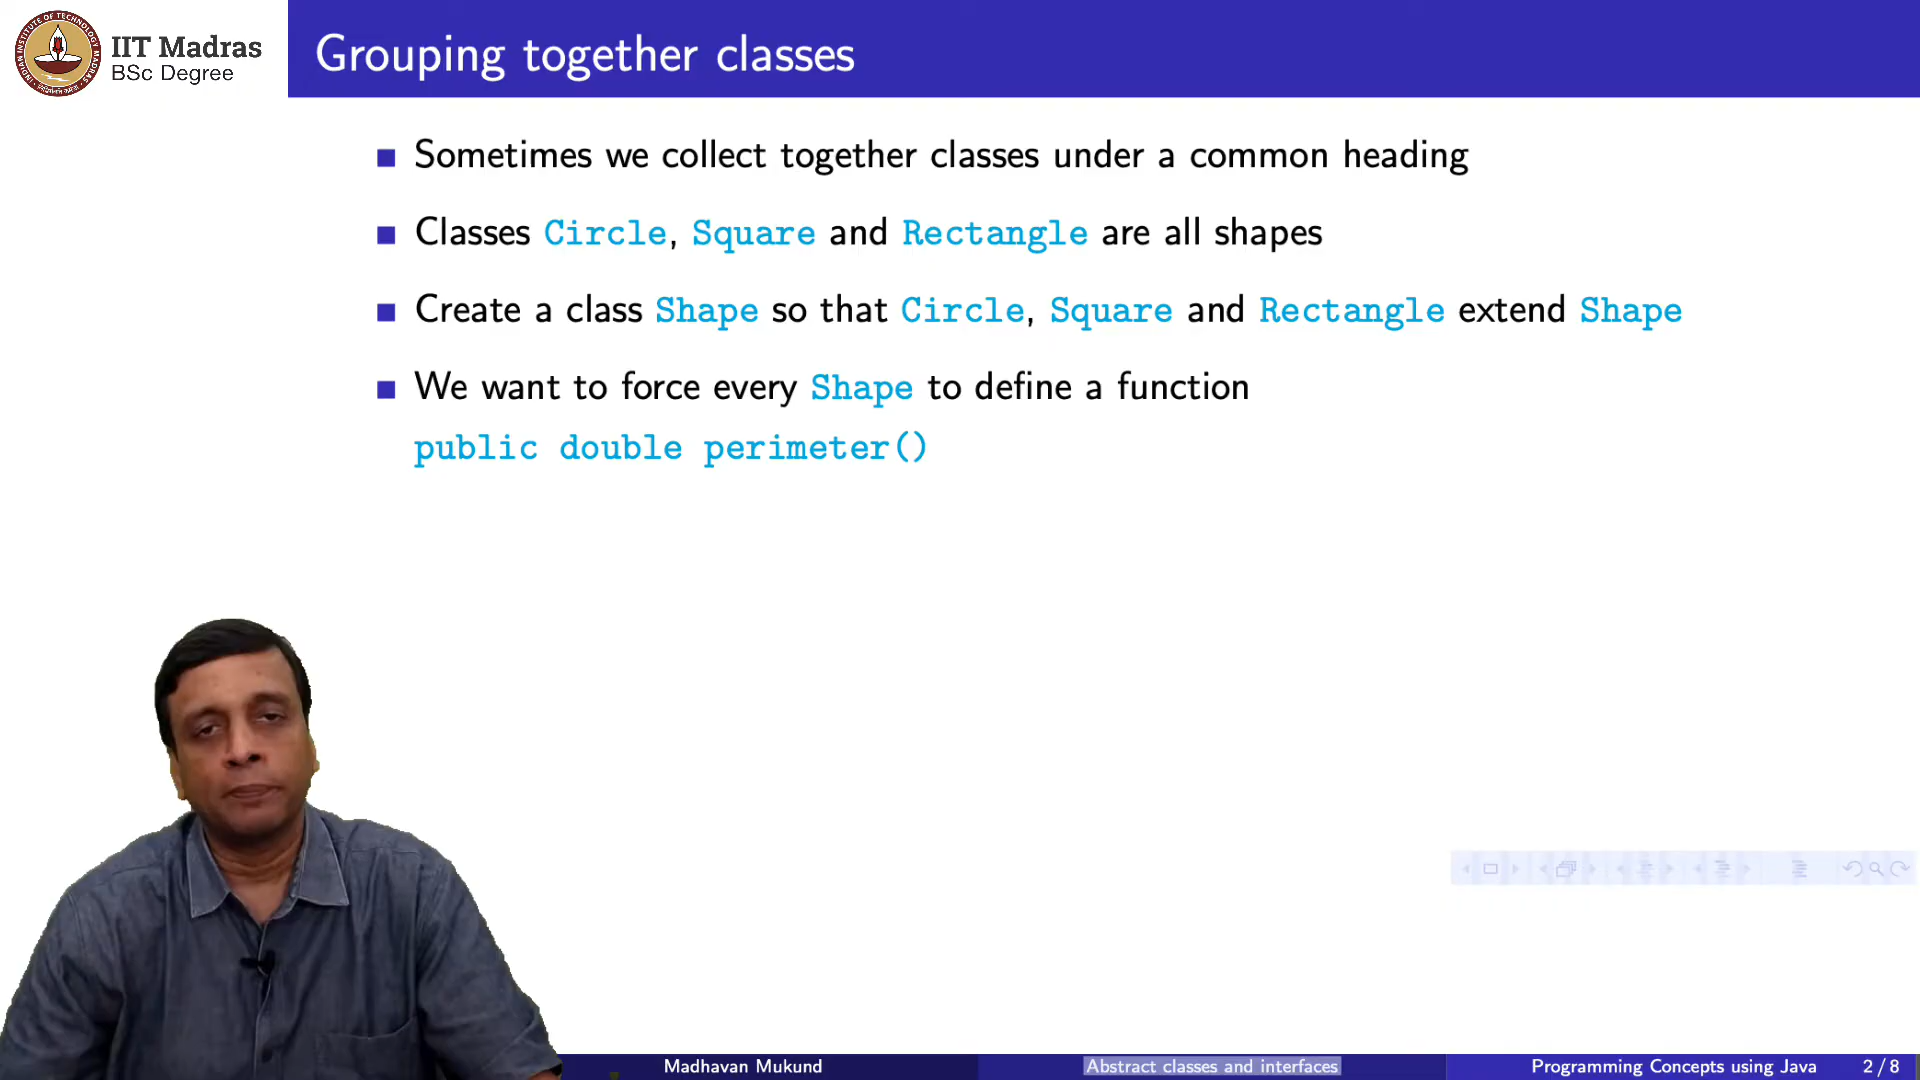 IIT Madras
BSc Degree
Grouping together classes
Sometimes we collect together classes under a common heading
Classes Circle, Square and Rectangle are all shapes
Create a class Shape so that Circle, Square and Rectangle extend Shape
We want to force every Shape to define a function
public double perimeter()
Madhavan Mukund Abstract classes and interfaces Programming Concepts using Java 2 / 8